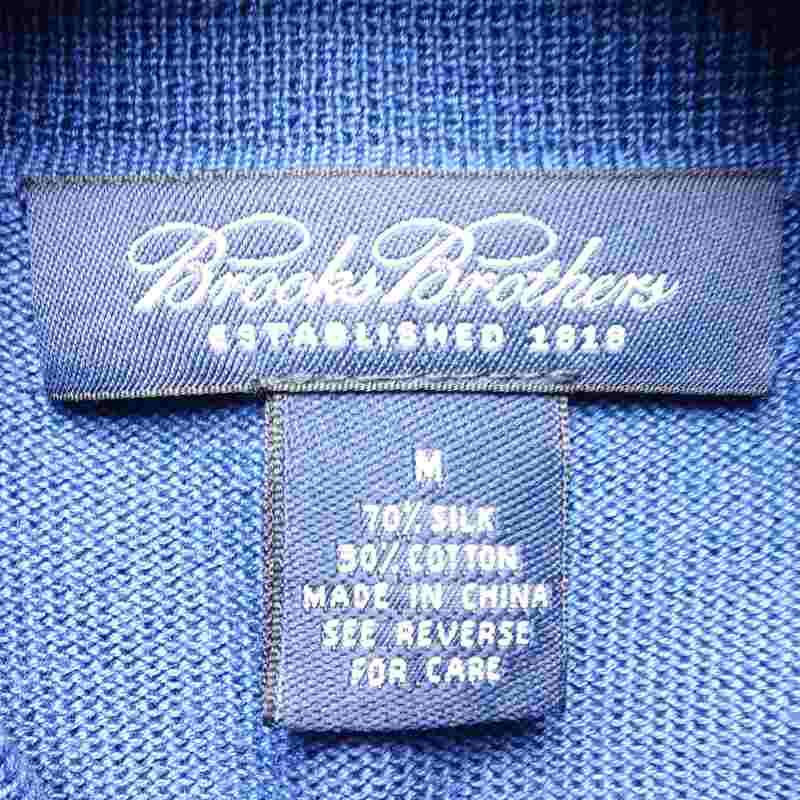 Brooks Brothers
ESTABLISHED 1818
M
70% SILK
30% COTTON
MADE IN CHINA
SEE REVERSE
FOR CARE